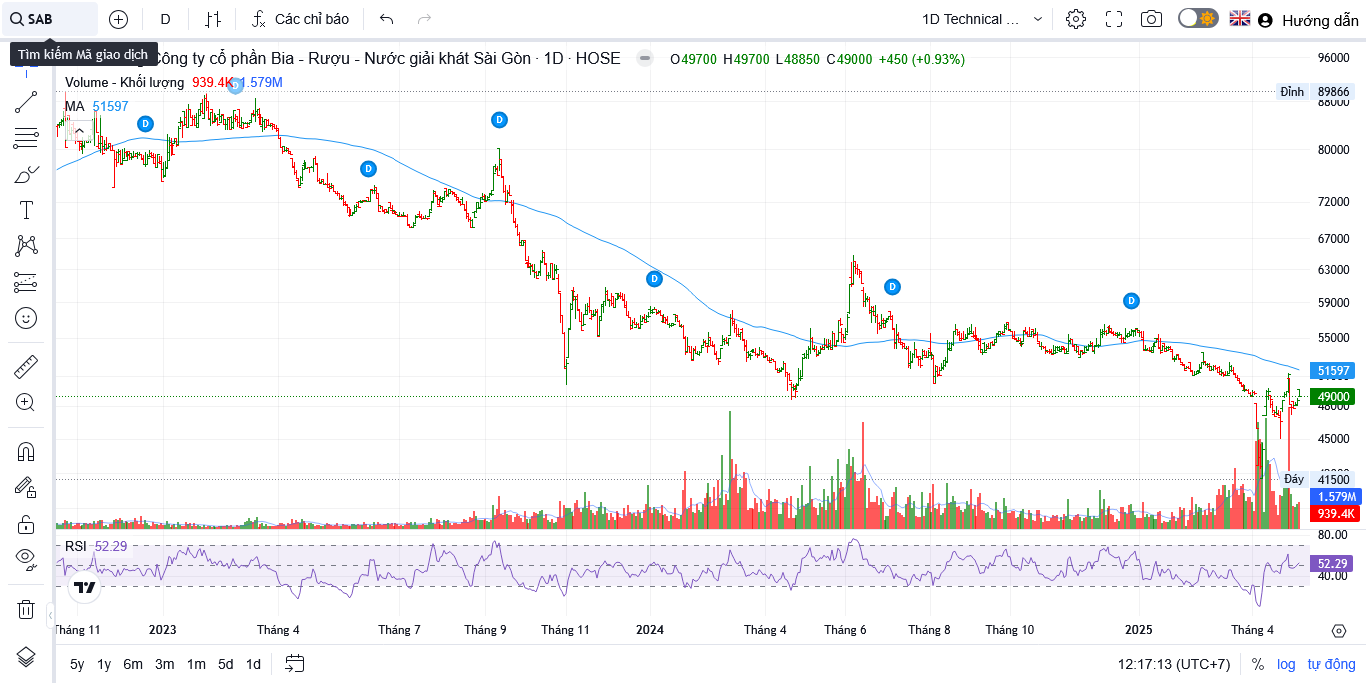 SAB D Các chỉ báo 1D Technical ... Hướng dẫn
Tìm kiếm Mã giao dịch
Công ty cổ phần Bia - Rượu - Nước giải khát Sài Gòn · 1D · HOSE O49700 H49700 L48850 C49000 +450 (+0.93%)
Volume - Khối lượng 939.4K 1.579M
MA 51597
D
D
D
D
D
D
D
96000
Đỉnh 89866
88000
80000
72000
67000
63000
59000
55000
51597
49000
48000
45000
Đáy 41500
1.579M
939.4K
80.00
RSI 52.29
52.29
40.00
Tháng 11 2023 Tháng 4 Tháng 7 Tháng 9 Tháng 11 2024 Tháng 4 Tháng 6 Tháng 8 Tháng 10 2025 Tháng 4
5y 1y 6m 3m 1m 5d 1d 12:17:13 (UTC+7) % log tự động